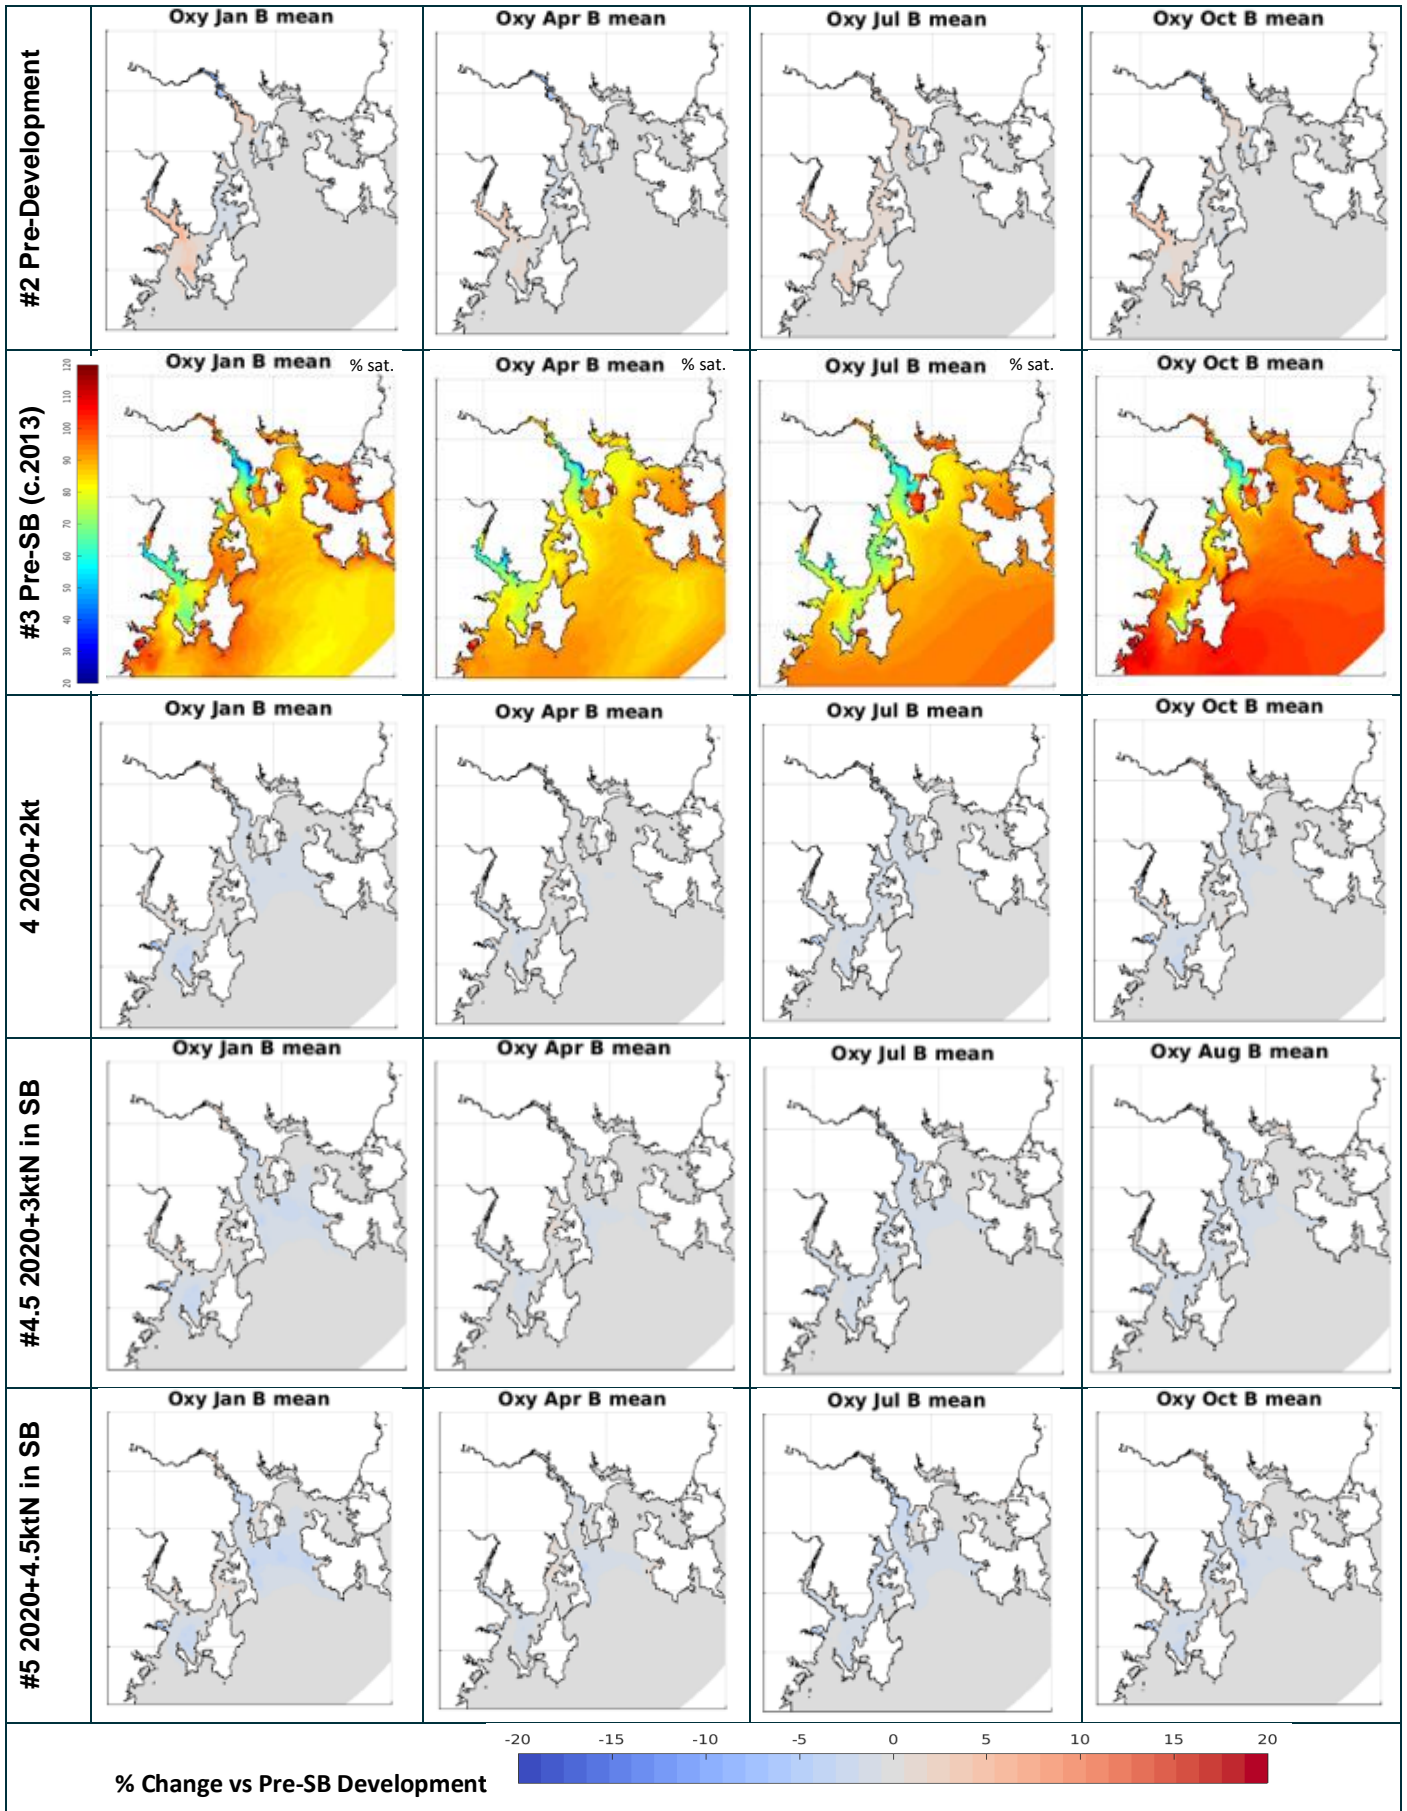 #2 Pre-Development
Oxy Jan B mean
Oxy Apr B mean
Oxy Jul B mean
Oxy Oct B mean
#3 Pre-SB (c.2013)
120
110
100
90
80
70
60
50
40
30
20
Oxy Jan B mean % sat.
Oxy Apr B mean % sat.
Oxy Jul B mean % sat.
Oxy Oct B mean
4 2020+2kt
Oxy Jan B mean
Oxy Apr B mean
Oxy Jul B mean
Oxy Oct B mean
#4.5 2020+3ktN in SB
Oxy Jan B mean
Oxy Apr B mean
Oxy Jul B mean
Oxy Aug B mean
#5 2020+4.5ktN in SB
Oxy Jan B mean
Oxy Apr B mean
Oxy Jul B mean
Oxy Oct B mean
-20 -15 -10 -5 0 5 10 15 20
% Change vs Pre-SB Development